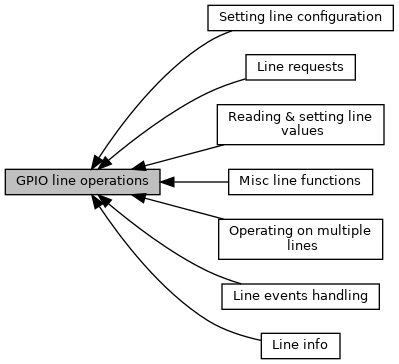 Setting line configuration
Line requests
Reading & setting line
values
GPIO line operations
Misc line functions
Operating on multiple
lines
Line events handling
Line info